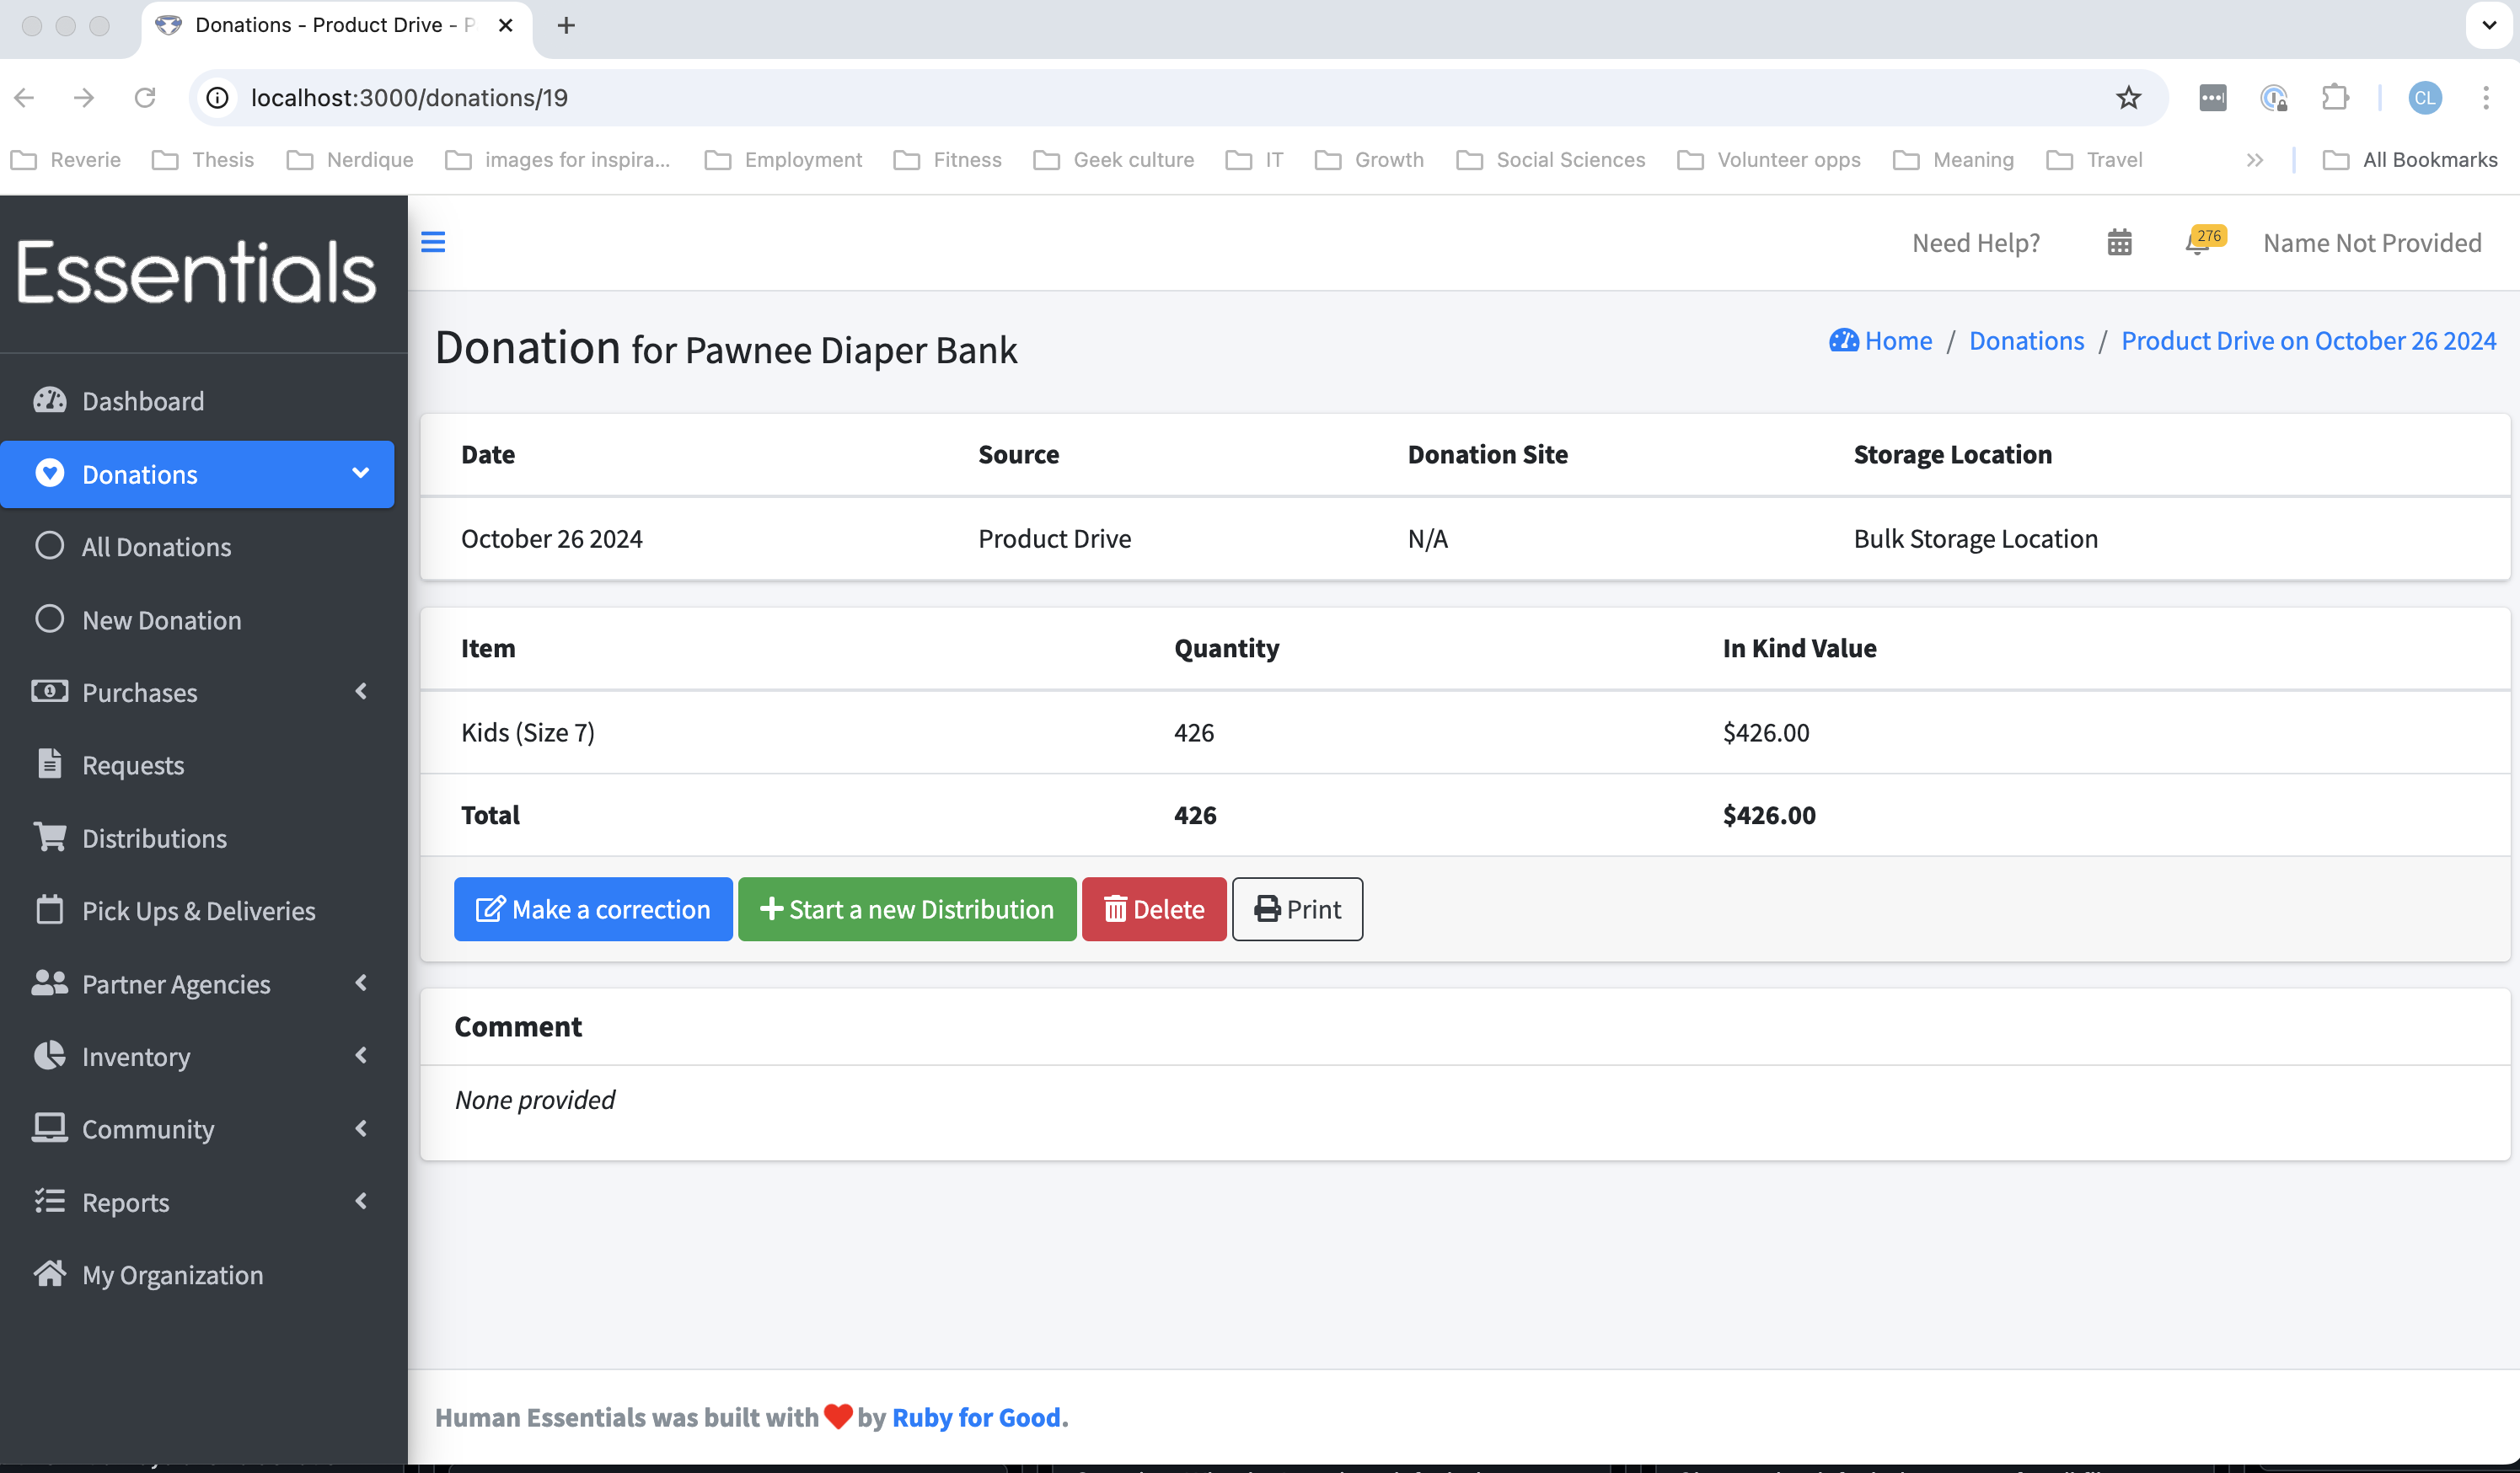 Donations - Product Drive - P
localhost:3000/donations/19
CL
Reverie Thesis Nerdique images for inspira... Employment Fitness Geek culture IT Growth Social Sciences Volunteer opps Meaning Travel All Bookmarks
Essentials
Need Help? 276 Name Not Provided
Donation for Pawnee Diaper Bank
Home / Donations / Product Drive on October 26 2024
Dashboard
Donations
All Donations
New Donation
Purchases
Requests
Distributions
Pick Ups & Deliveries
Partner Agencies
Inventory
Community
Reports
My Organization
Date Source Donation Site Storage Location
October 26 2024 Product Drive N/A Bulk Storage Location
Item Quantity In Kind Value
Kids (Size 7) 426 $426.00
Total 426 $426.00
Make a correction Start a new Distribution Delete Print
Comment
None provided
Human Essentials was built with by Ruby for Good.